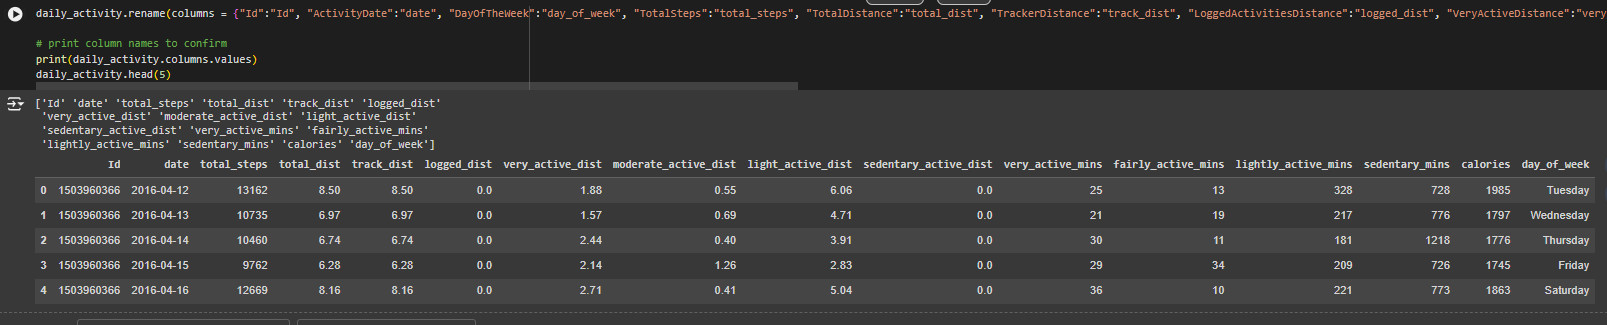 daily_activity.rename(columns = {"Id":"Id", "ActivityDate":"date", "DayOfTheWeek":"day_of_week", "TotalSteps":"total_steps", "TotalDistance":"total_dist", "TrackerDistance":"track_dist", "LoggedActivitiesDistance":"logged_dist", "VeryActiveDistance":"very
# print column names to confirm
print(daily_activity.columns.values)
daily_activity.head(5)
['Id' 'date' 'total_steps' 'total_dist' 'track_dist' 'logged_dist'
'very_active_dist' 'moderate_active_dist' 'light_active_dist'
'sedentary_active_dist' 'very_active_mins' 'fairly_active_mins'
'lightly_active_mins' 'sedentary_mins' 'calories' 'day_of_week']
Id date total_steps total_dist track_dist logged_dist very_active_dist moderate_active_dist light_active_dist sedentary_active_dist very_active_mins fairly_active_mins lightly_active_mins sedentary_mins calories day_of_week
0 1503960366 2016-04-12 13162 8.50 8.50 0.0 1.88 0.55 6.06 0.0 25 13 328 728 1985 Tuesday
1 1503960366 2016-04-13 10735 6.97 6.97 0.0 1.57 0.69 4.71 0.0 21 19 217 776 1797 Wednesday
2 1503960366 2016-04-14 10460 6.74 6.74 0.0 2.44 0.40 3.91 0.0 30 11 181 1218 1776 Thursday
3 1503960366 2016-04-15 9762 6.28 6.28 0.0 2.14 1.26 2.83 0.0 29 34 209 726 1745 Friday
4 1503960366 2016-04-16 12669 8.16 8.16 0.0 2.71 0.41 5.04 0.0 36 10 221 773 1863 Saturday